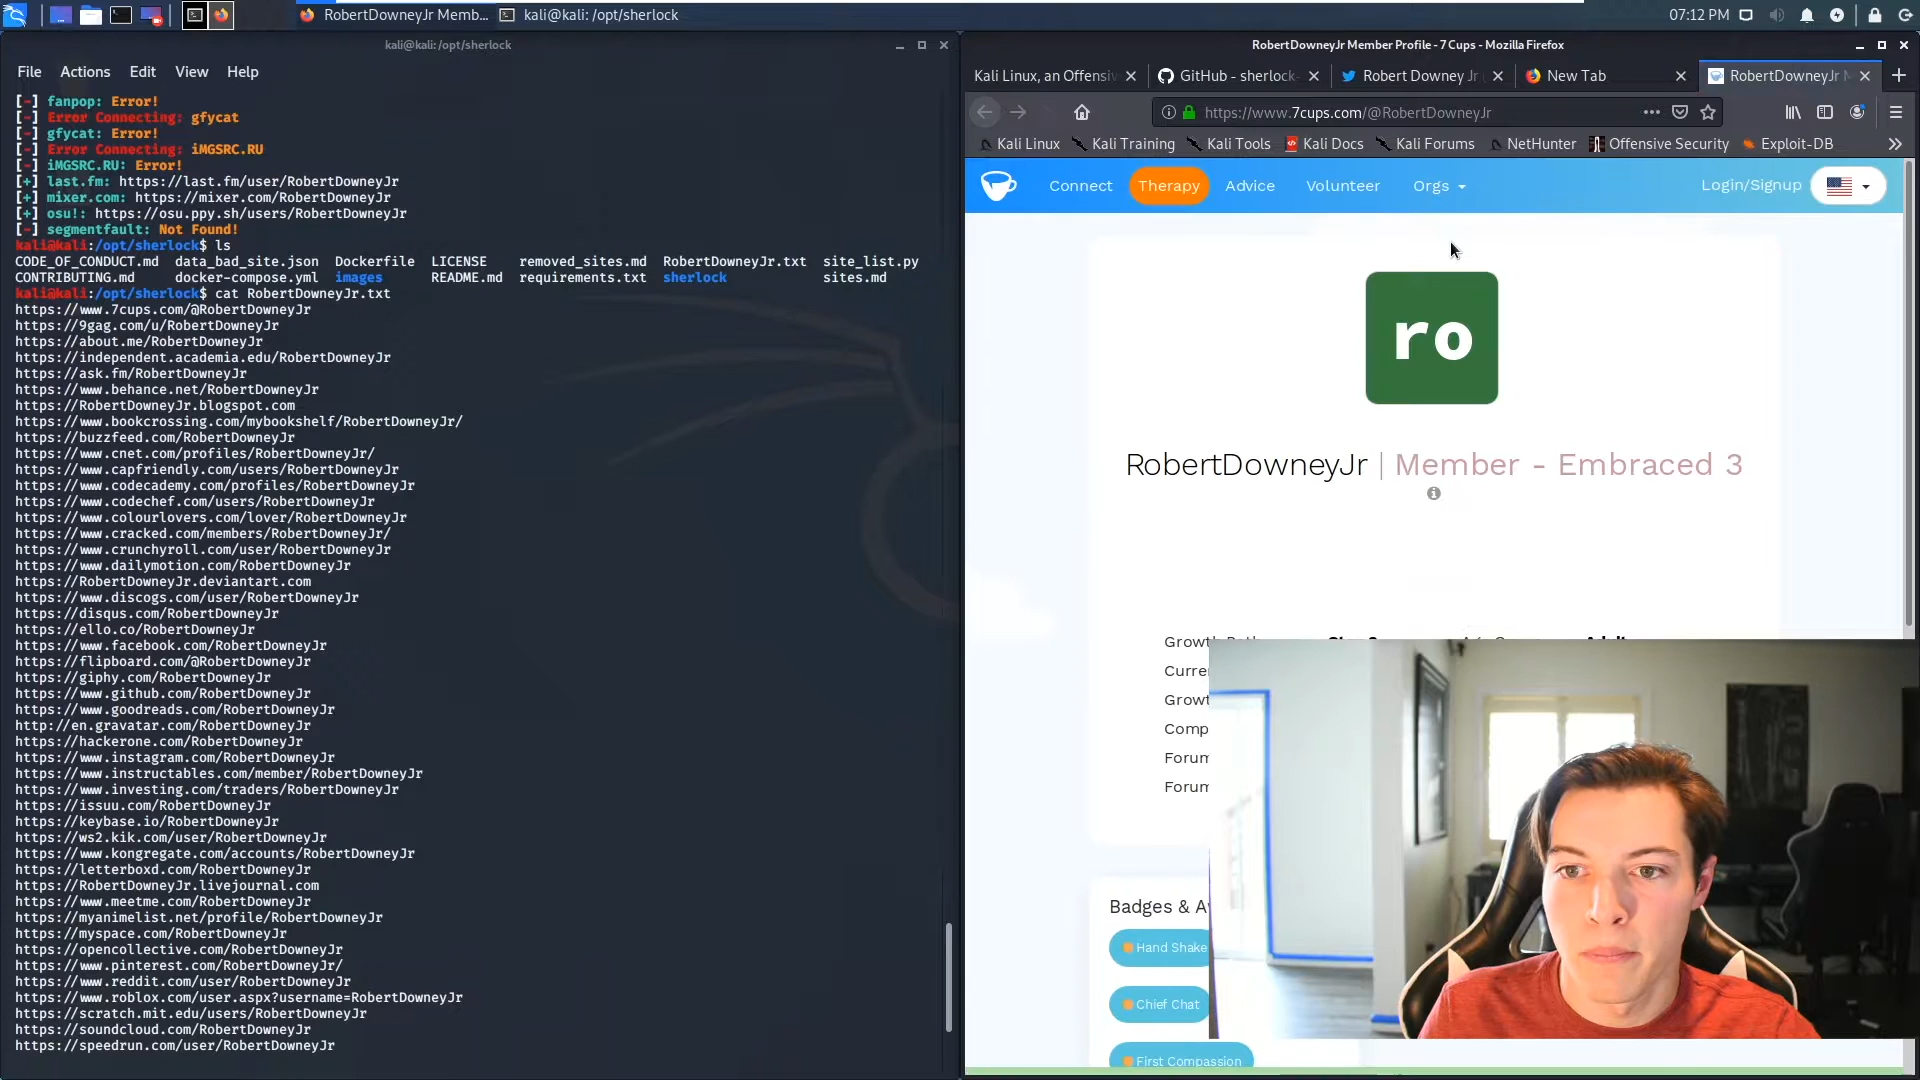 RobertDowneyJr Memb...
kali@kali: /opt/sherlock
07:12 PM
kali@kali:/opt/sherlock
File Actions Edit View Help
[-] fanpop: Error!
[-] Error Connecting: gfycat
[-] gfycat: Error!
[-] Error Connecting: iMGSRC.RU
[-] iMGSRC.RU: Error!
[+] last.fm: https://last.fm/user/RobertDowneyJr
[+] mixer.com: https://mixer.com/RobertDowneyJr
[+] osu!: https://osu.ppy.sh/users/RobertDowneyJr
[-] segmentfault: Not Found!
kali@kali:/opt/sherlock$ ls
CODE_OF_CONDUCT.md data_bad_site.json Dockerfile LICENSE removed_sites.md RobertDowneyJr.txt site_list.py
CONTRIBUTING.md docker-compose.yml images README.md requirements.txt sherlock sites.md
kali@kali:/opt/sherlock$ cat RobertDowneyJr.txt
https://www.7cups.com/@RobertDowneyJr
https://9gag.com/u/RobertDowneyJr
https://about.me/RobertDowneyJr
https://independent.academia.edu/RobertDowneyJr
https://ask.fm/RobertDowneyJr
https://www.behance.net/RobertDowneyJr
https://RobertDowneyJr.blogspot.com
https://www.bookcrossing.com/mybookshelf/RobertDowneyJr/
https://buzzfeed.com/RobertDowneyJr
https://www.cnet.com/profiles/RobertDowneyJr/
https://www.capfriendly.com/users/RobertDowneyJr
https://www.codecademy.com/profiles/RobertDowneyJr
https://www.codechef.com/users/RobertDowneyJr
https://www.colourlovers.com/lover/RobertDowneyJr
https://www.cracked.com/members/RobertDowneyJr/
https://www.crunchyroll.com/user/RobertDowneyJr
https://www.dailymotion.com/RobertDowneyJr
https://RobertDowneyJr.deviantart.com
https://www.discogs.com/user/RobertDowneyJr
https://disqus.com/RobertDowneyJr
https://ello.co/RobertDowneyJr
https://www.facebook.com/RobertDowneyJr
https://flipboard.com/@RobertDowneyJr
https://giphy.com/RobertDowneyJr
https://www.github.com/RobertDowneyJr
https://www.goodreads.com/RobertDowneyJr
http://en.gravatar.com/RobertDowneyJr
https://hackerone.com/RobertDowneyJr
https://www.instagram.com/RobertDowneyJr
https://www.instructables.com/member/RobertDowneyJr
https://www.investing.com/traders/RobertDowneyJr
https://issuu.com/RobertDowneyJr
https://keybase.io/RobertDowneyJr
https://ws2.kik.com/user/RobertDowneyJr
https://www.kongregate.com/accounts/RobertDowneyJr
https://letterboxd.com/RobertDowneyJr
https://RobertDowneyJr.livejournal.com
https://www.meetme.com/RobertDowneyJr
https://myanimelist.net/profile/RobertDowneyJr
https://myspace.com/RobertDowneyJr
https://opencollective.com/RobertDowneyJr
https://www.pinterest.com/RobertDowneyJr/
https://www.reddit.com/user/RobertDowneyJr
https://www.roblox.com/user.aspx?username=RobertDowneyJr
https://scratch.mit.edu/users/RobertDowneyJr
https://soundcloud.com/RobertDowneyJr
https://speedrun.com/user/RobertDowneyJr
RobertDowneyJr Member Profile - 7 Cups - Mozilla Firefox
Kali Linux, an Offensiv
GitHub - sherlock-
Robert Downey Jr
New Tab
RobertDowneyJr M
https://www.7cups.com/@RobertDowneyJr
Kali Linux Kali Training Kali Tools Kali Docs Kali Forums NetHunter Offensive Security Exploit-DB
Connect Therapy Advice Volunteer Orgs Login/Signup
ro
RobertDowneyJr | Member - Embraced 3
Curre
Growt
Comp
Forum
Forum
Badges & A
Hand Shake
Chief Chat
First Compassion